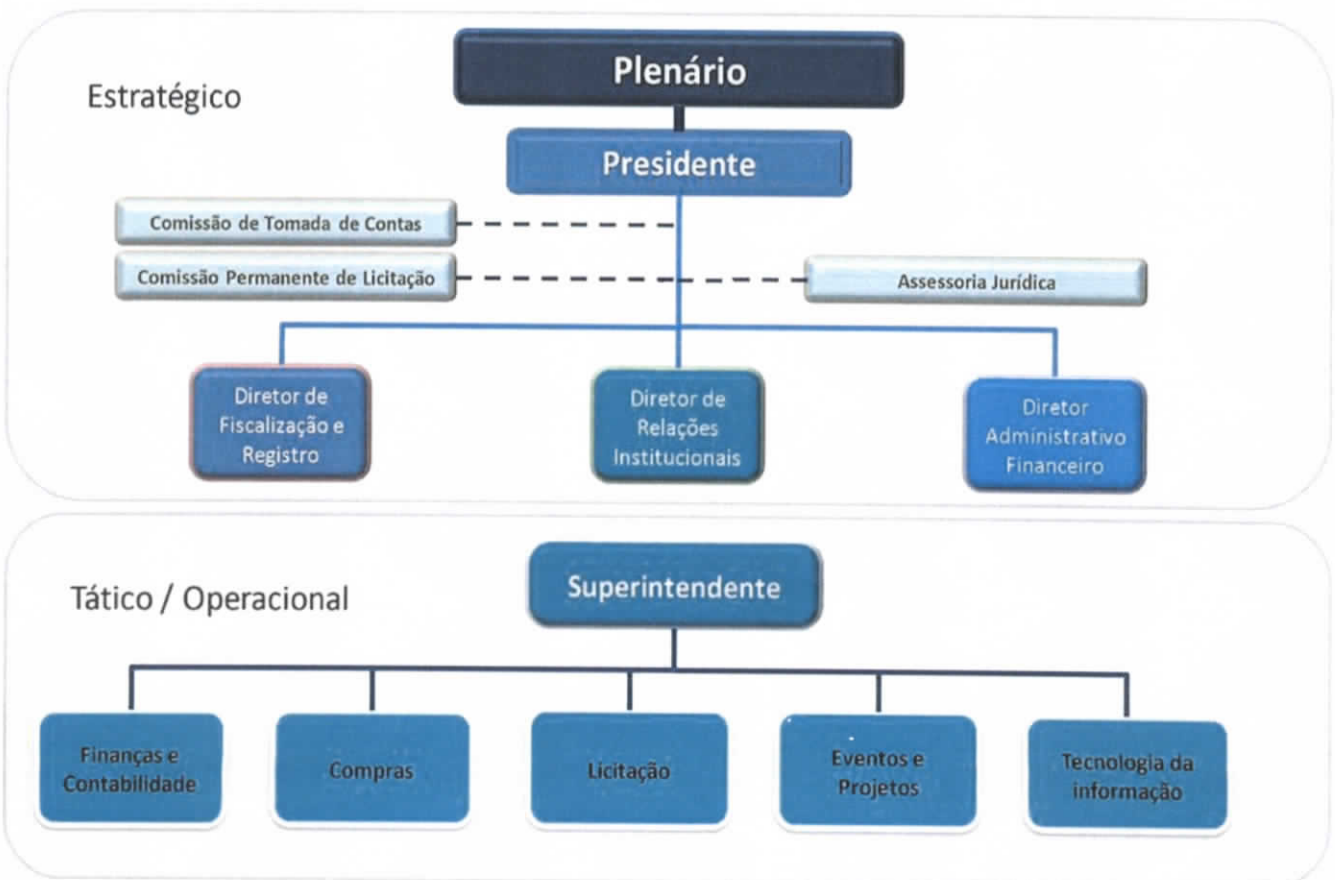 Plenário
Estratégico
Presidente
Comissão de Tomada de Contas
Comissão Permanente de Licitação
Assessoria Jurídica
Diretor de
Fiscalização e
Registro
Diretor de
Relações
Institucionais
Diretor
Administrativo
Financeiro
Superintendente
Tático / Operacional
Finanças e
Contabilidade
Compras
Licitação
Eventos e
Projetos
Tecnologia da
informação